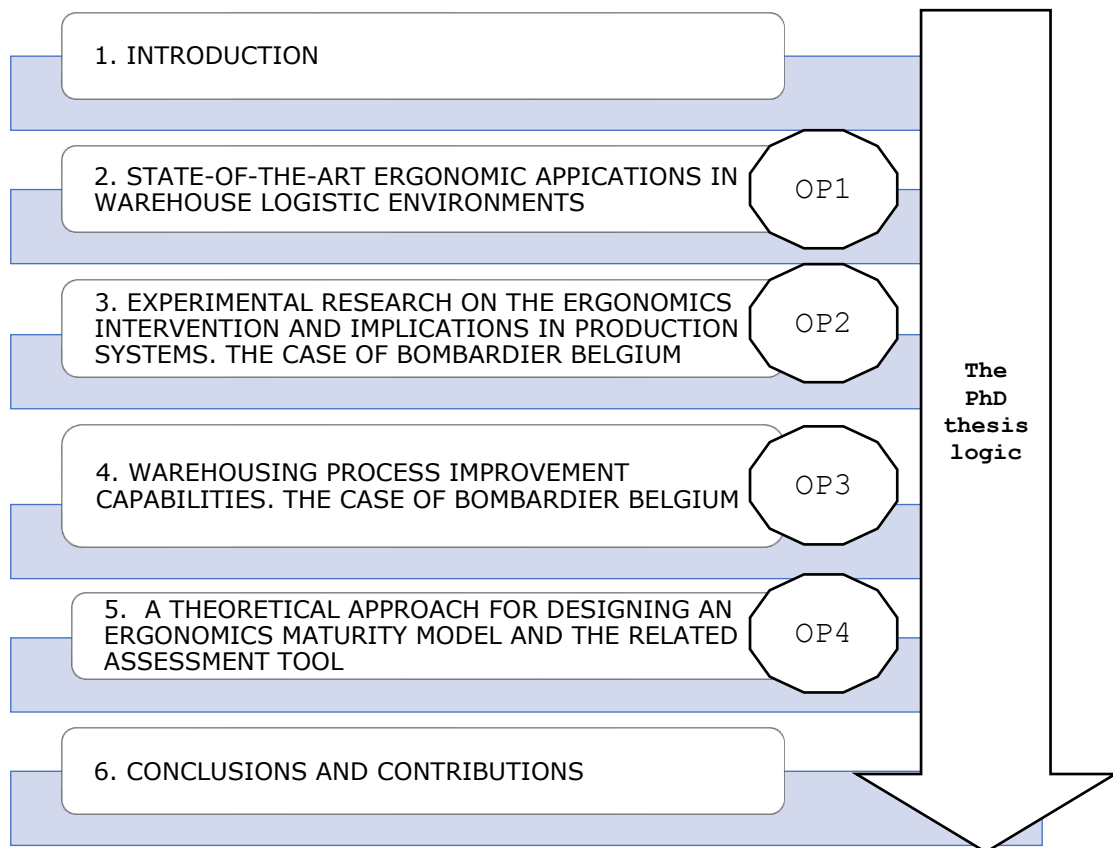 1. INTRODUCTION
2. STATE-OF-THE-ART ERGONOMIC APPICATIONS IN
WAREHOUSE LOGISTIC ENVIRONMENTS
OP1
3. EXPERIMENTAL RESEARCH ON THE ERGONOMICS
INTERVENTION AND IMPLICATIONS IN PRODUCTION
SYSTEMS. THE CASE OF BOMBARDIER BELGIUM
OP2
4. WAREHOUSING PROCESS IMPROVEMENT
CAPABILITIES. THE CASE OF BOMBARDIER BELGIUM
OP3
5. A THEORETICAL APPROACH FOR DESIGNING AN
ERGONOMICS MATURITY MODEL AND THE RELATED
ASSESSMENT TOOL
OP4
6. CONCLUSIONS AND CONTRIBUTIONS
The
PhD
thesis
logic